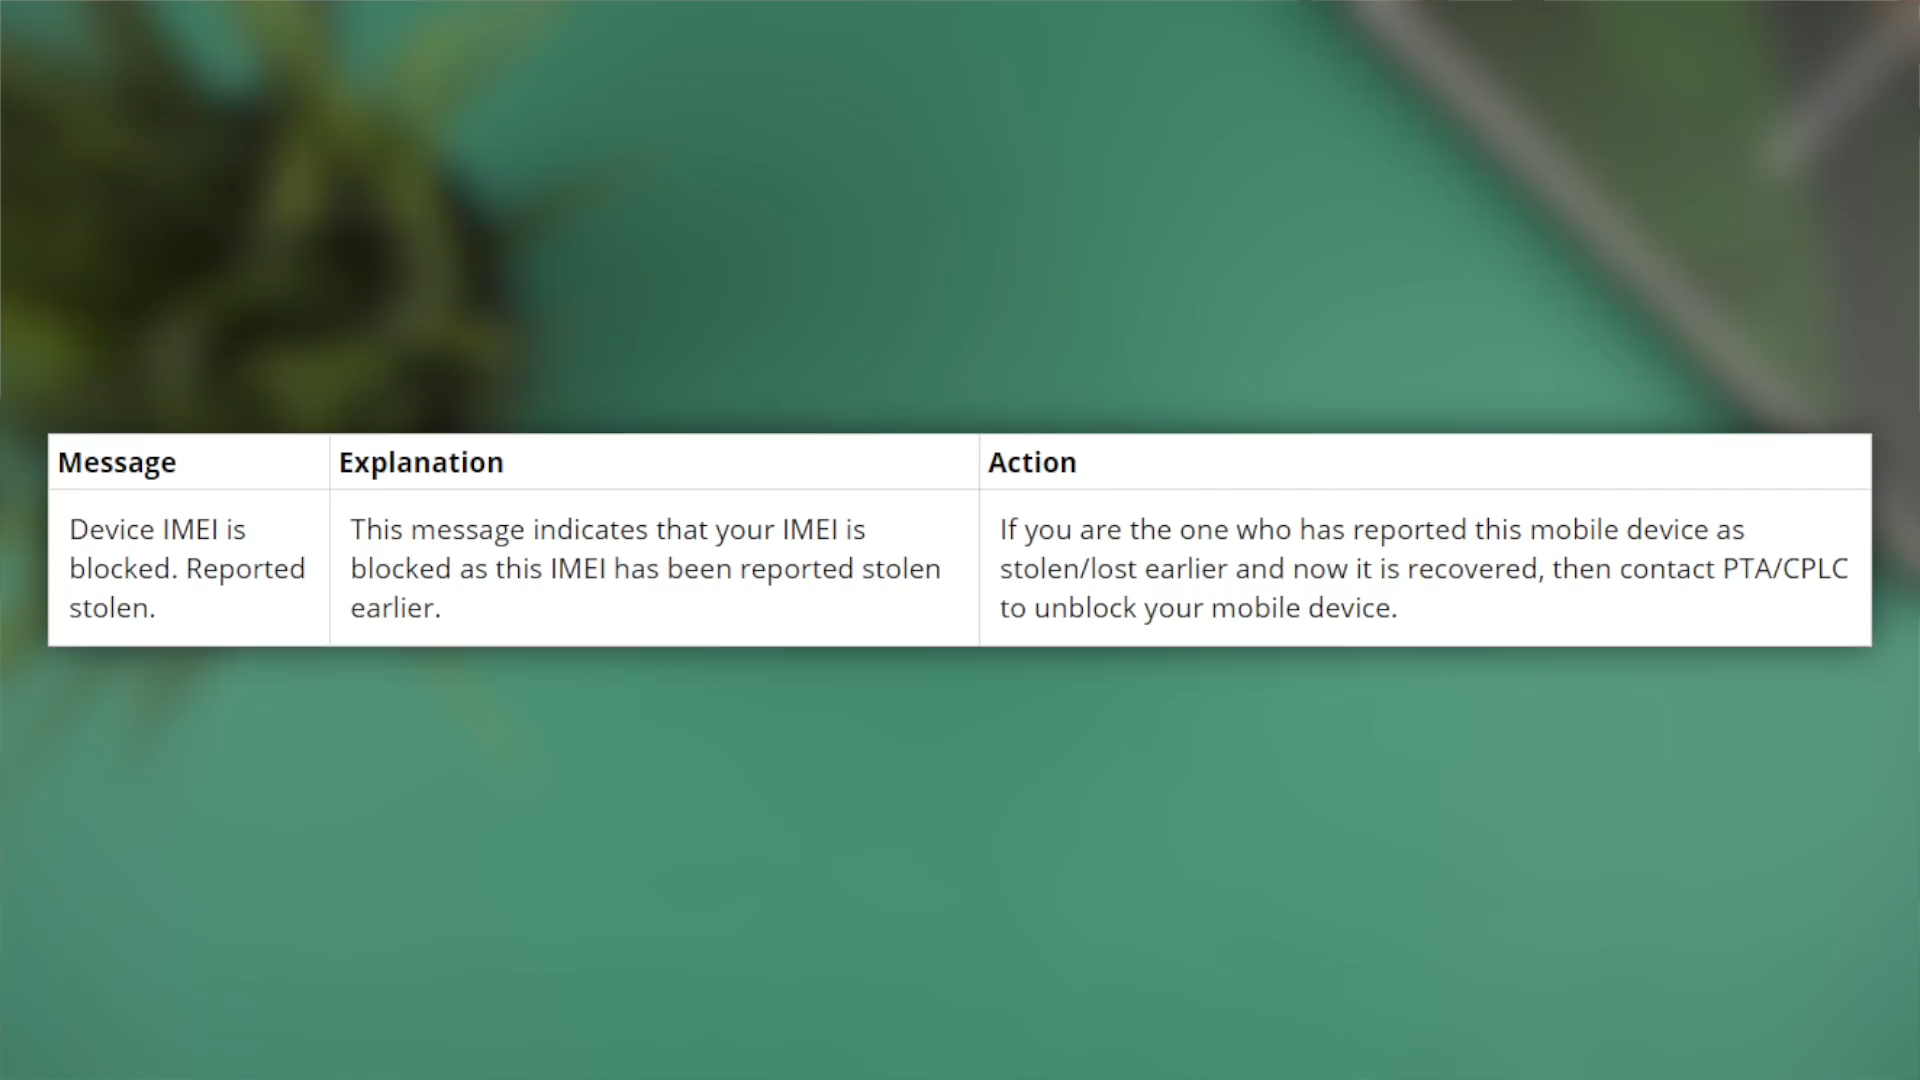 Message
Explanation
Action
Device IMEI is
blocked. Reported
stolen.
This message indicates that your IMEI is
blocked as this IMEI has been reported stolen
earlier.
If you are the one who has reported this mobile device as
stolen/lost earlier and now it is recovered, then contact PTA/CPLC
to unblock your mobile device.